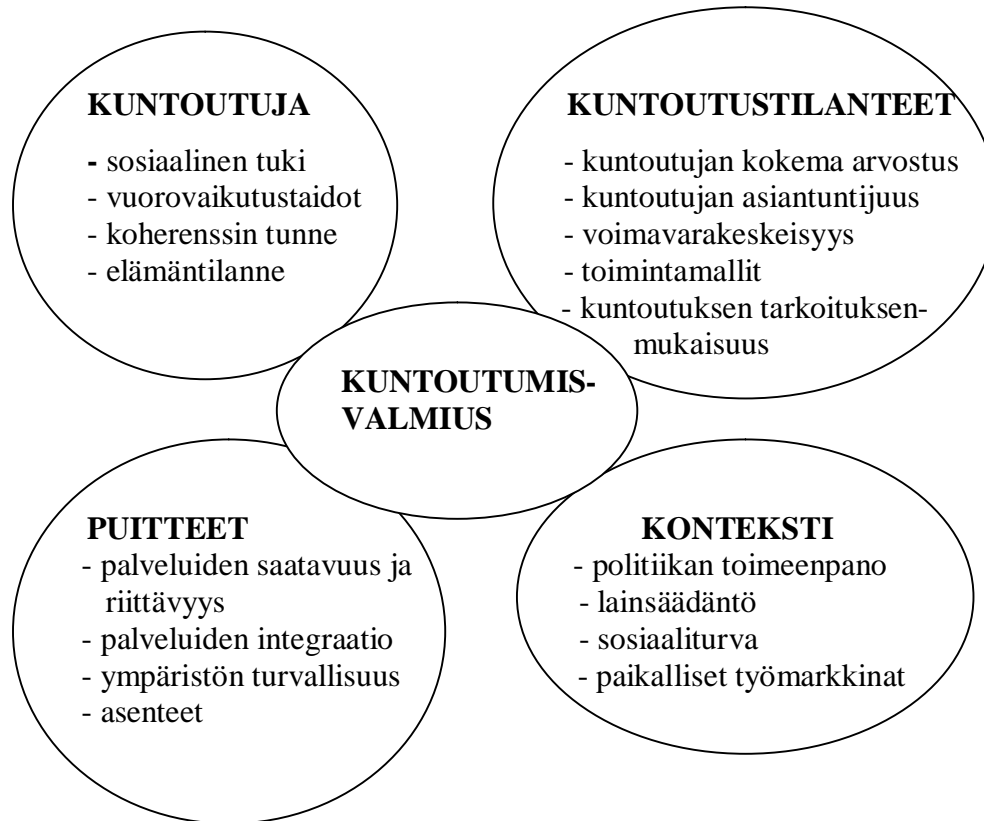 KUNTOUTUJA
- sosiaalinen tuki
- vuorovaikutustaidot
- koherenssin tunne
- elämäntilanne
KUNTOUTUSTILANTEET
- kuntoutujan kokema arvostus
- kuntoutujan asiantuntijuus
- voimavarakeskeisyys
- toimintamallit
- kuntoutuksen tarkoituksen-
mukaisuus
KUNTOUTUMIS-
VALMIUS
PUITTEET
- palveluiden saatavuus ja
riittävyys
- palveluiden integraatio
- ympäristön turvallisuus
- asenteet
KONTEKSTI
- politiikan toimeenpano
- lainsäädäntö
- sosiaaliturva
- paikalliset työmarkkinat